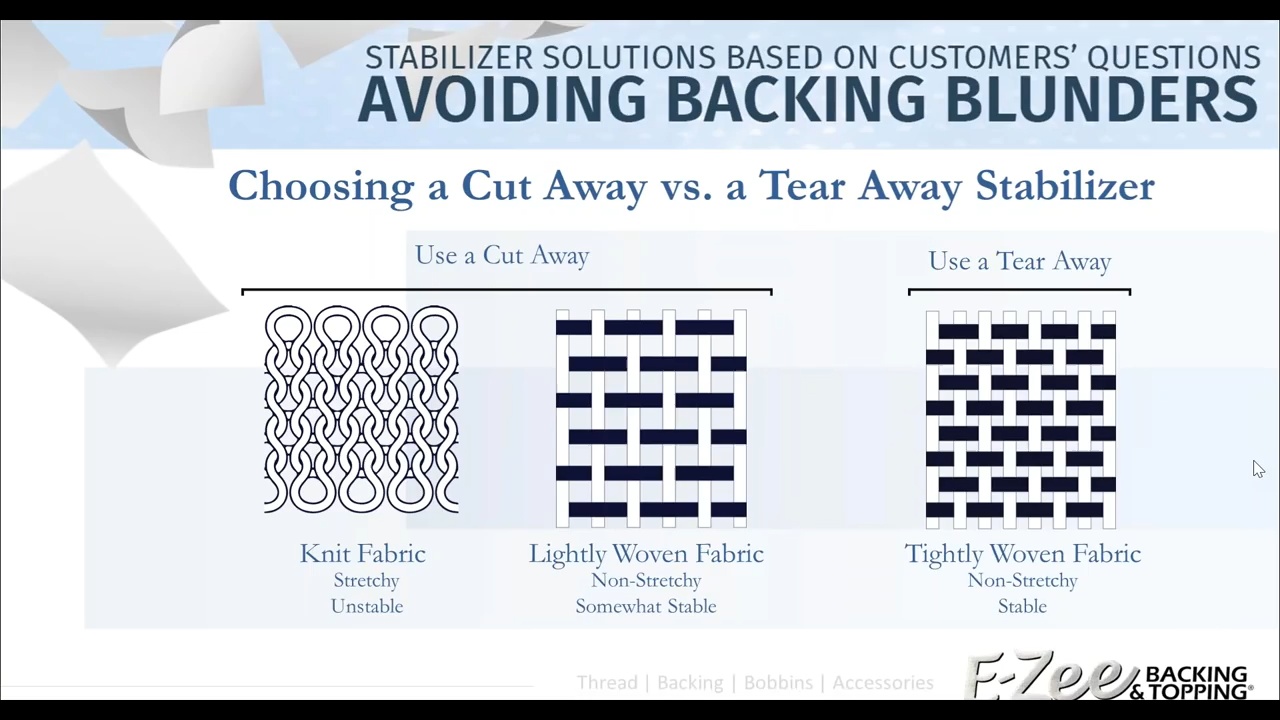 STABILIZER SOLUTIONS BASED ON CUSTOMERS' QUESTIONS
AVOIDING BACKING BLUNDERS
Choosing a Cut Away vs. a Tear Away Stabilizer
Use a Cut Away
Use a Tear Away
Knit Fabric
Stretchy
Unstable
Lightly Woven Fabric
Non-Stretchy
Somewhat Stable
Tightly Woven Fabric
Non-Stretchy
Stable
Thread | Backing | Bobbins | Accessories
E-Zee BACKING
& TOPPING®